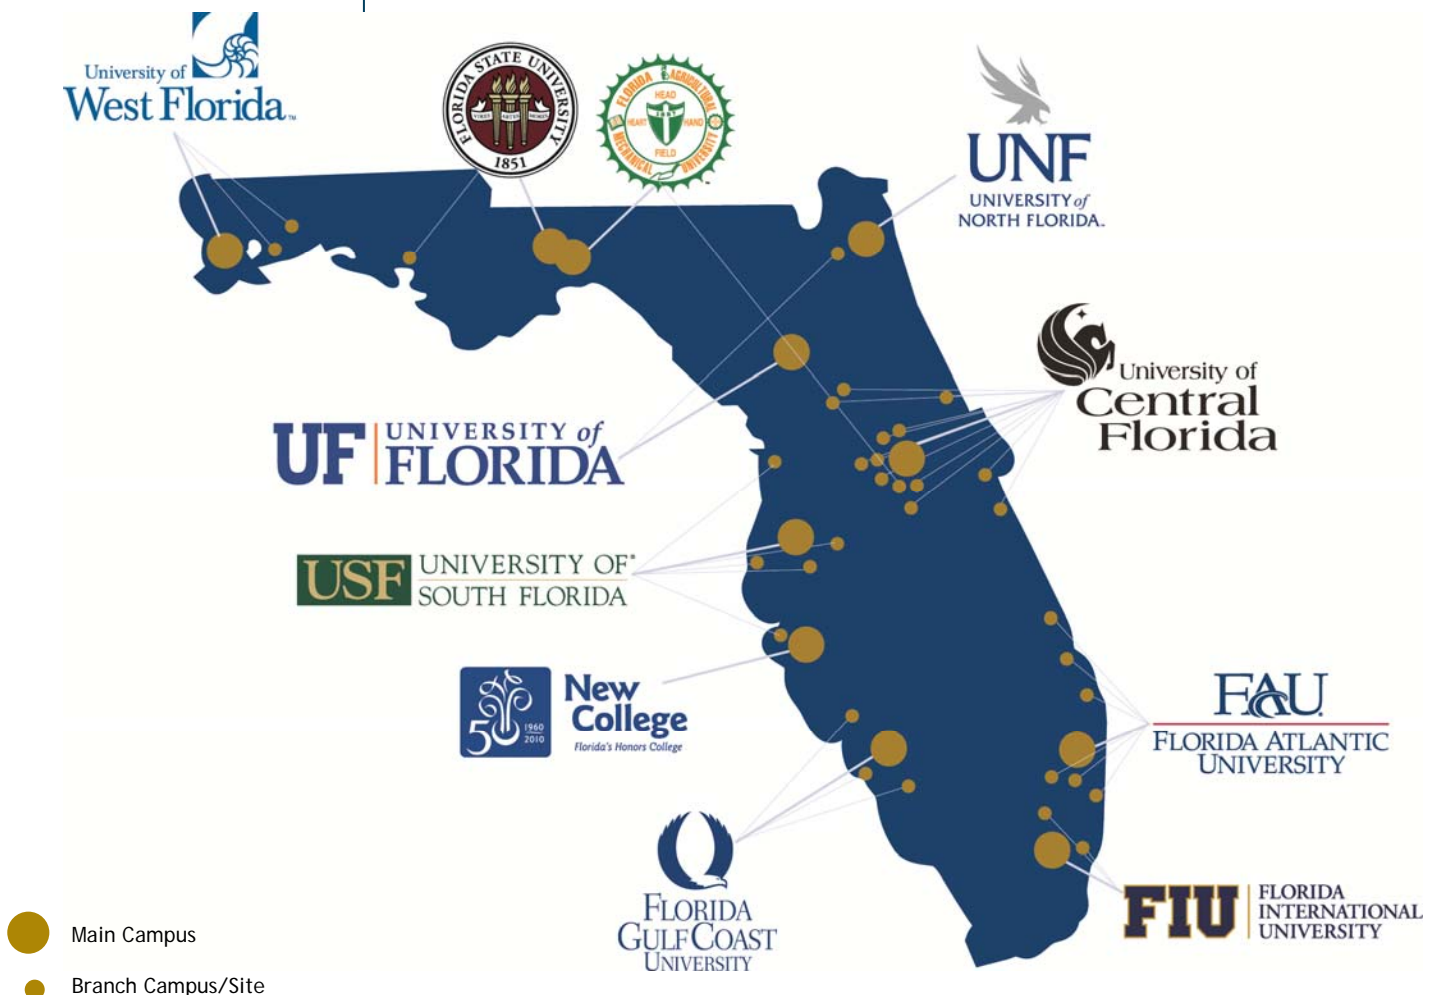 University of
West Florida™
FLORIDA STATE UNIVERSITY
1851
FLORIDA AGRICULTURAL
MECHANICAL UNIVERSITY
HEAD
HEART
HAND
1887
FIELD
UNF
UNIVERSITY of
NORTH FLORIDA™
University of
Central
Florida
UF UNIVERSITY of
FLORIDA
USF UNIVERSITY OF®
SOUTH FLORIDA
50 1960
2010
New
College
Florida's Honors College
FAU
FLORIDA ATLANTIC
UNIVERSITY
FLORIDA
GULF COAST
UNIVERSITY
FIU FLORIDA
INTERNATIONAL
UNIVERSITY
Main Campus
Branch Campus/Site